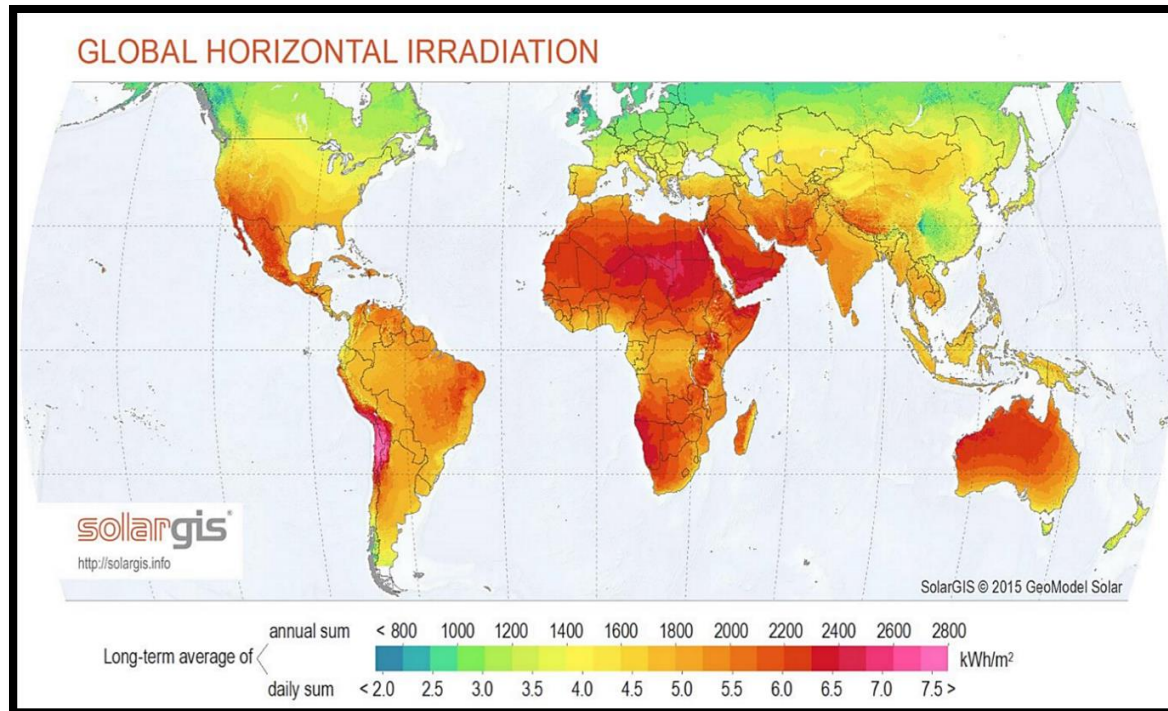 GLOBAL HORIZONTAL IRRADIATION
solargis®
http://solargis.info
SolarGIS © 2015 GeoModel Solar
annual sum < 800 1000 1200 1400 1600 1800 2000 2200 2400 2600 2800
Long-term average of kWh/m²
daily sum < 2.0 2.5 3.0 3.5 4.0 4.5 5.0 5.5 6.0 6.5 7.0 7.5 >